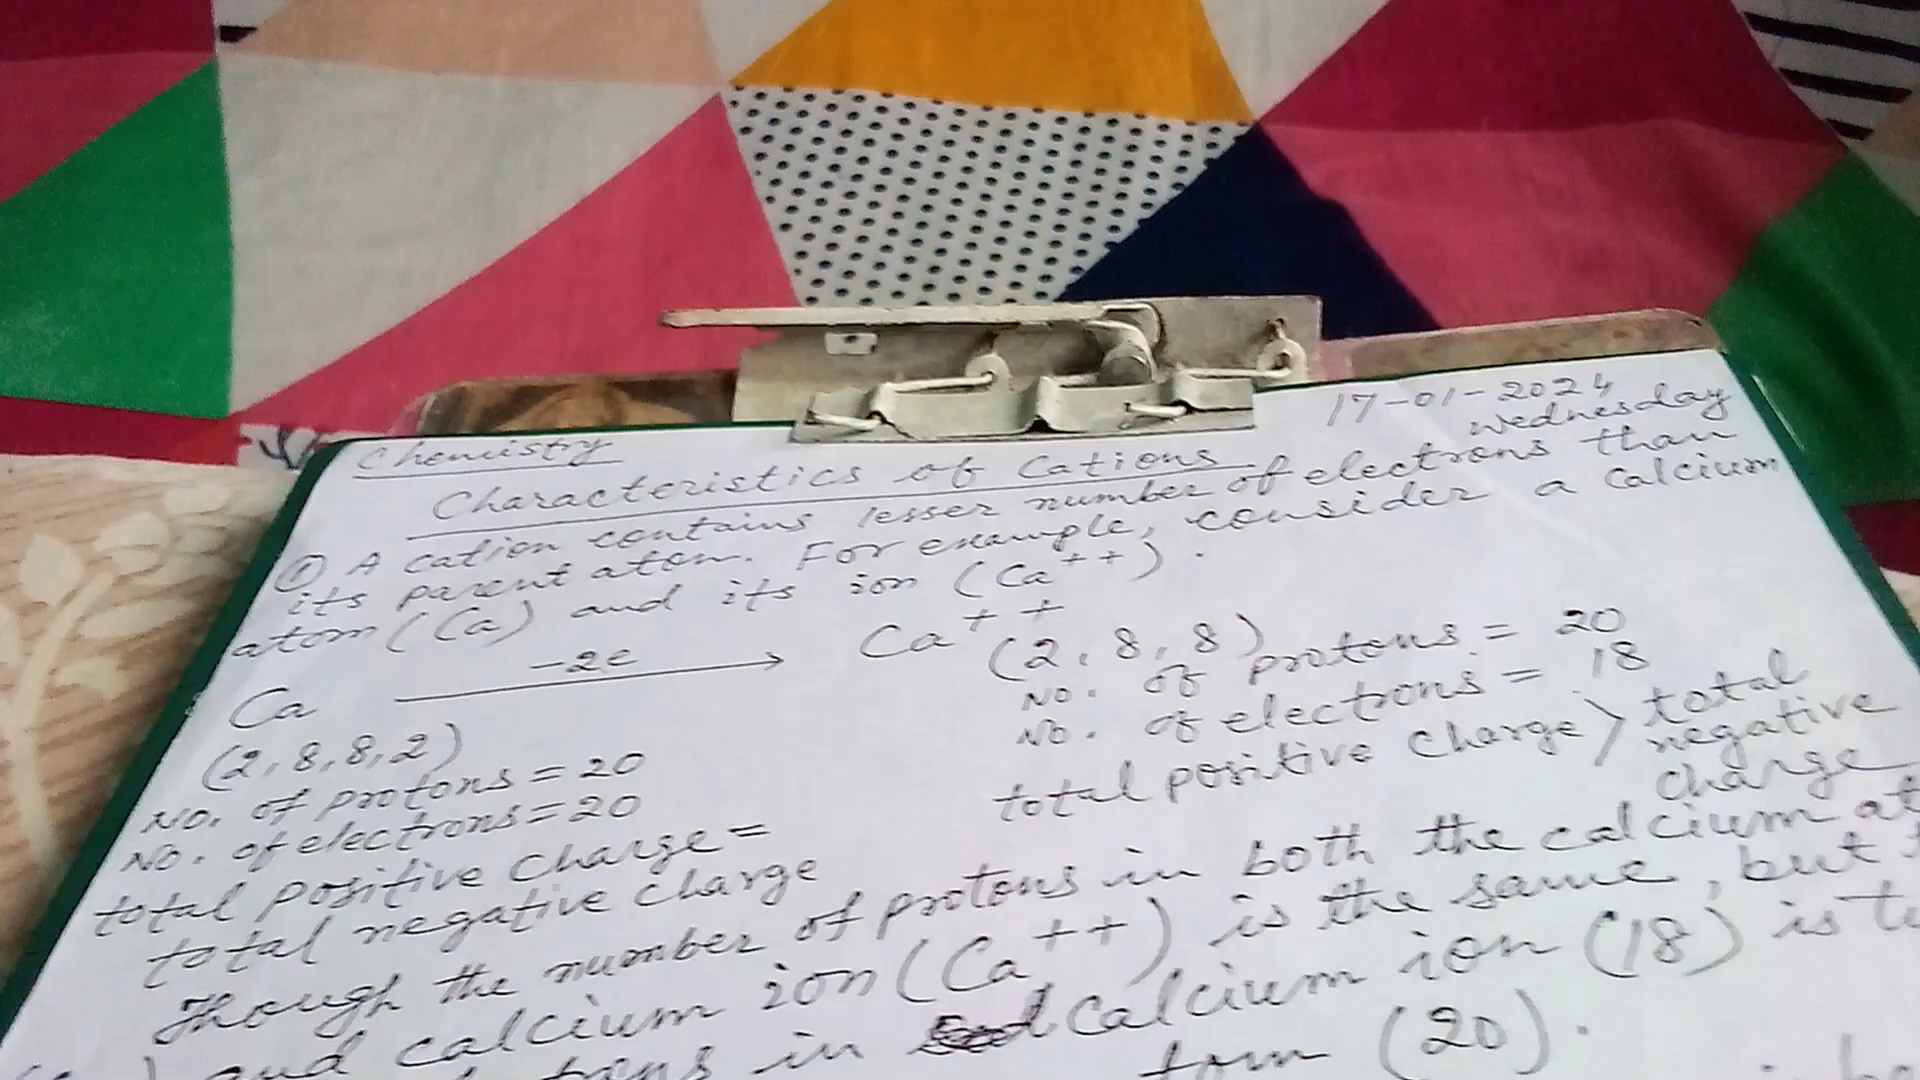 Chemistry
17-01-2024
Wednesday
Characteristics of Cations
① A cation contains lesser number of electrons than
its parent atom. For example, consider a Calcium
atom (Ca) and its ion (Ca++).
Ca -2e → Ca++
(2,8,8,2)
(2,8,8)
No. of protons = 20
No. of electrons = 20
total positive charge =
total negative charge
No. of protons = 20
No. of electrons = 18
total positive charge > total
negative
charge
Though the number of protons in both the calcium at
and calcium ion (Ca++) is the same, but
in calcium ion (18) is
(20).